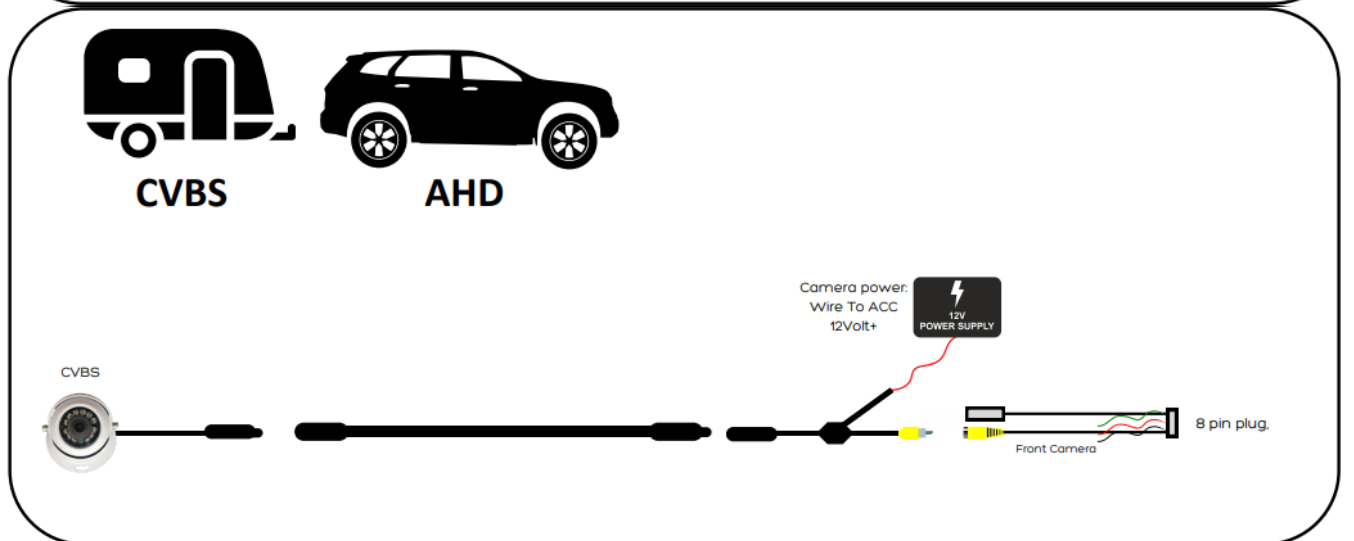 CVBS
AHD
Camera power:
Wire To ACC
12Volt+
12V
POWER SUPPLY
CVBS
8 pin plug,
Front Camera